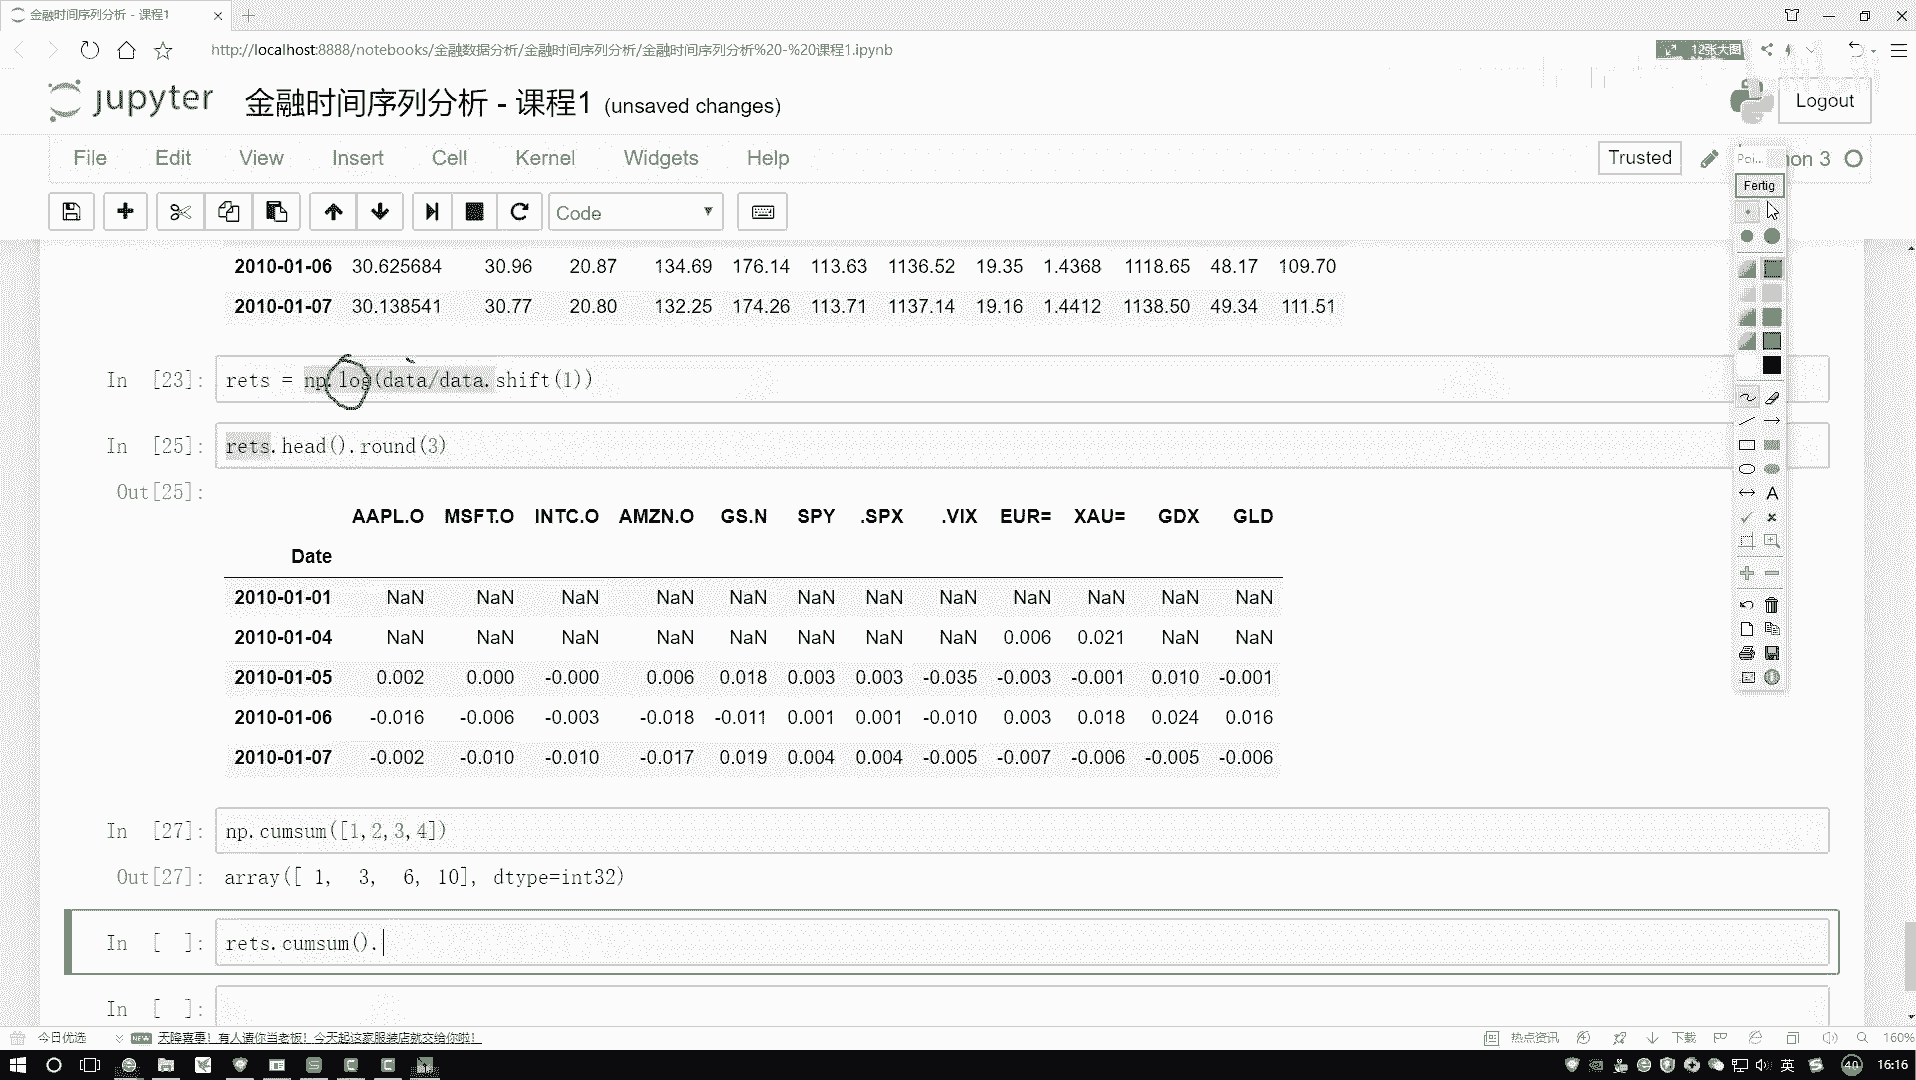 金融时间序列分析 - 课程1
http://localhost:8888/notebooks/金融数据分析/金融时间序列分析/金融时间序列分析%20-%20课程1.ipynb
12张大图
jupyter 金融时间序列分析 - 课程1 (unsaved changes)
Logout
File Edit View Insert Cell Kernel Widgets Help
Trusted
Poi... hon 3
Fertig
Code
2010-01-06 30.625684 30.96 20.87 134.69 176.14 113.63 1136.52 19.35 1.4368 1118.65 48.17 109.70
2010-01-07 30.138541 30.77 20.80 132.25 174.26 113.71 1137.14 19.16 1.4412 1138.50 49.34 111.51
In [23]: rets = np.log(data/data.shift(1))
In [25]: rets.head().round(3)
Out[25]:
AAPL.O MSFT.O INTC.O AMZN.O GS.N SPY .SPX .VIX EUR= XAU= GDX GLD
Date
2010-01-01 NaN NaN NaN NaN NaN NaN NaN NaN NaN NaN NaN NaN
2010-01-04 NaN NaN NaN NaN NaN NaN NaN NaN 0.006 0.021 NaN NaN
2010-01-05 0.002 0.000 -0.000 0.006 0.018 0.003 0.003 -0.035 -0.003 -0.001 0.010 -0.001
2010-01-06 -0.016 -0.006 -0.003 -0.018 -0.011 0.001 0.001 -0.010 0.003 0.018 0.024 0.016
2010-01-07 -0.002 -0.010 -0.010 -0.017 0.019 0.004 0.004 -0.005 -0.007 -0.006 -0.005 -0.006
In [27]: np.cumsum([1,2,3,4])
Out[27]: array([ 1, 3, 6, 10], dtype=int32)
In [ ]: rets.cumsum().
In [ ]:
A
今日优选 NEW 天降喜事！有人请你当老板！今天起这家服装店就交给你啦！
热点资讯 下载 160%
英 40 16:16